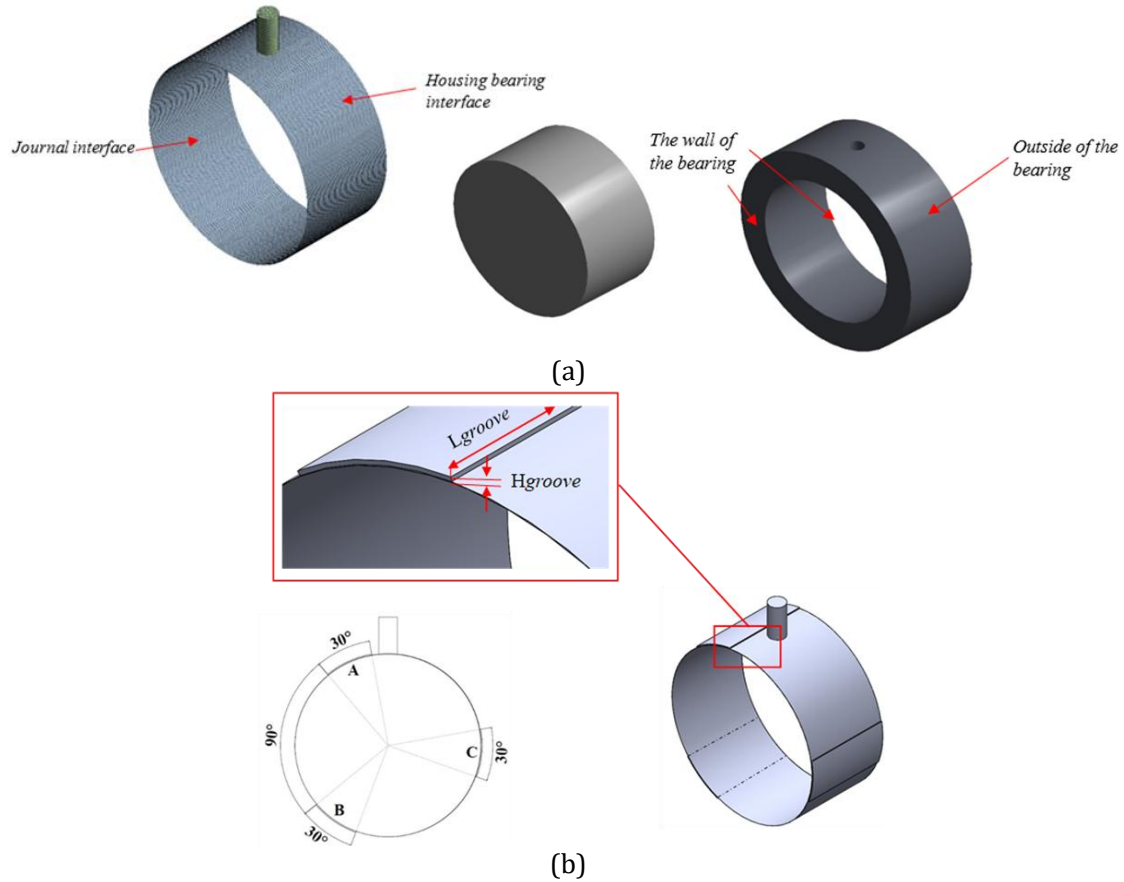 Housing bearing
interface
Journal interface
The wall of
the bearing
Outside of the
bearing
(a)
Lgroove
Hgroove
30°
A
90°
C
30°
B
30°
(b)